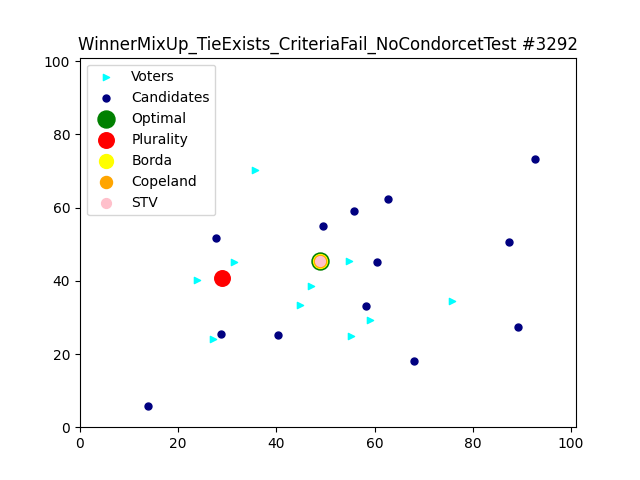 WinnerMixUp_TieExists_CriteriaFail_NoCondorcetTest #3292
100
80
60
40
20
0
Voters
Candidates
Optimal
Plurality
Borda
Copeland
STV
0 20 40 60 80 100